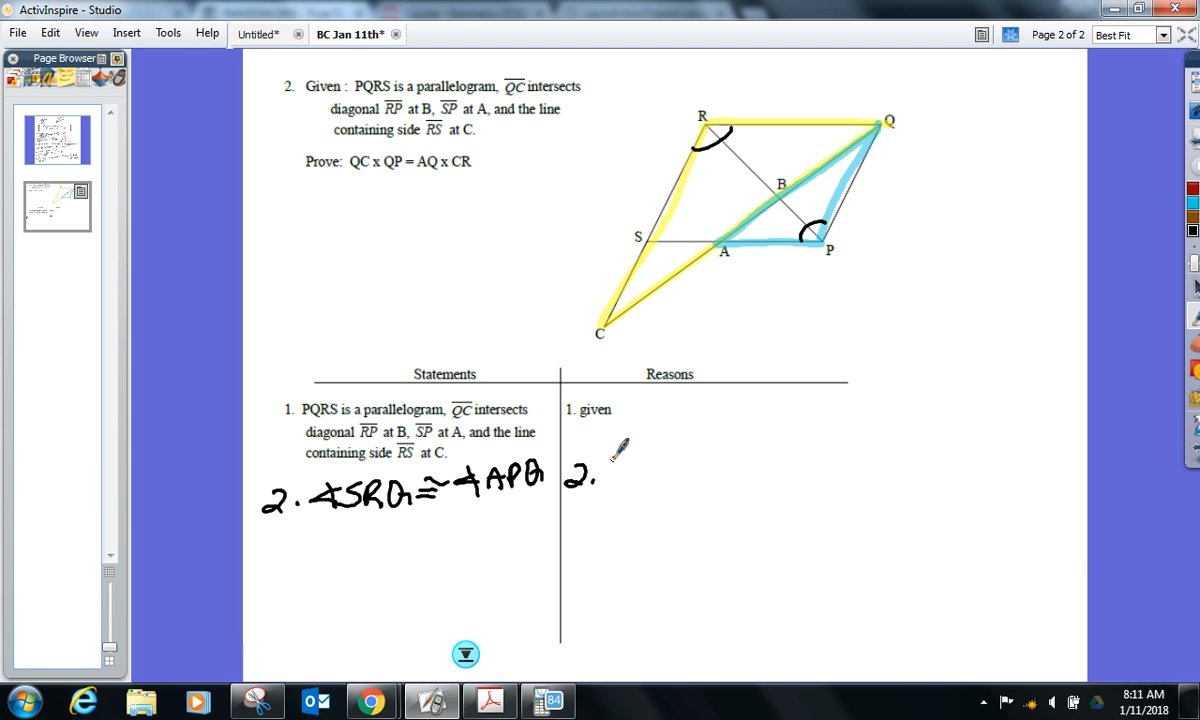 ActivInspire - Studio
File Edit View Insert Tools Help
Untitled* BC Jan 11th*
Page 2 of 2 Best Fit
Page Browser
2. Given : PQRS is a parallelogram, QC intersects
diagonal RP at B, SP at A, and the line
containing side RS at C.
Prove: QC x QP = AQ x CR
R
Q
B
S
A
P
C
Statements Reasons
1. PQRS is a parallelogram, QC intersects 1. given
diagonal RP at B, SP at A, and the line
containing side RS at C.
2. ∡SRQ ≅ ∡APQ 2.
84
8:11 AM
1/11/2018